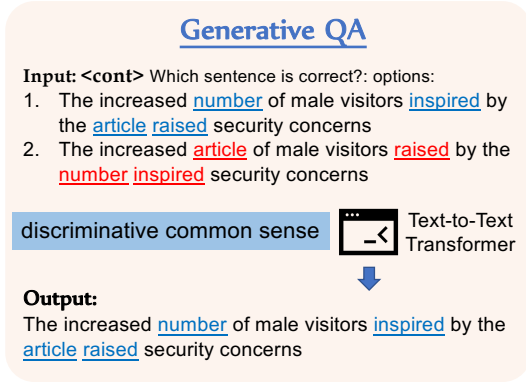 Generative QA
Input: <cont> Which sentence is correct?: options:
1. The increased number of male visitors inspired by
the article raised security concerns
2. The increased article of male visitors raised by the
number inspired security concerns
discriminative common sense
Text-to-Text
Transformer
Output:
The increased number of male visitors inspired by the
article raised security concerns